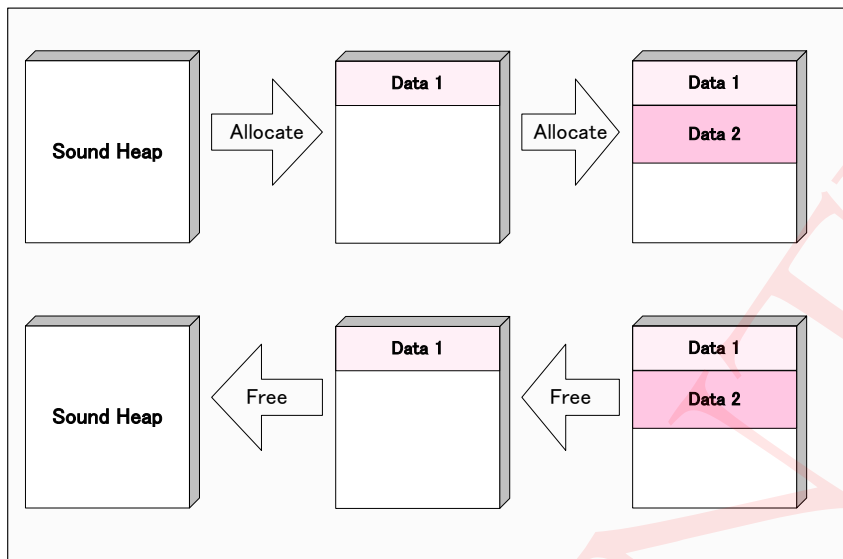 Sound Heap
Allocate
Data 1
Allocate
Data 1
Data 2
Sound Heap
Free
Data 1
Free
Data 1
Data 2